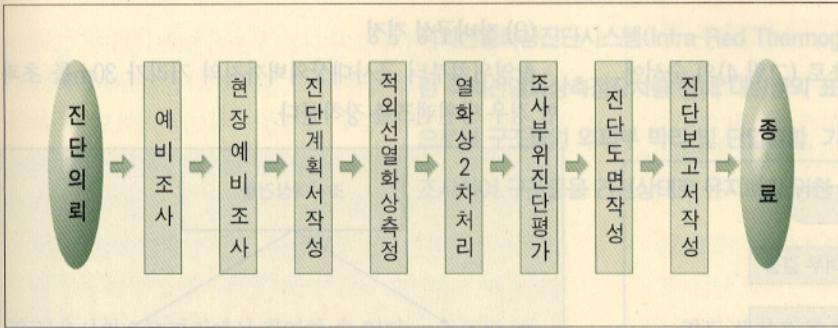 진단의뢰
예비조사
현장예비조사
진단계획서작성
적외선열화상측정
열화상2차처리
조사부위진단평가
진단도면작성
진단보고서작성
종료